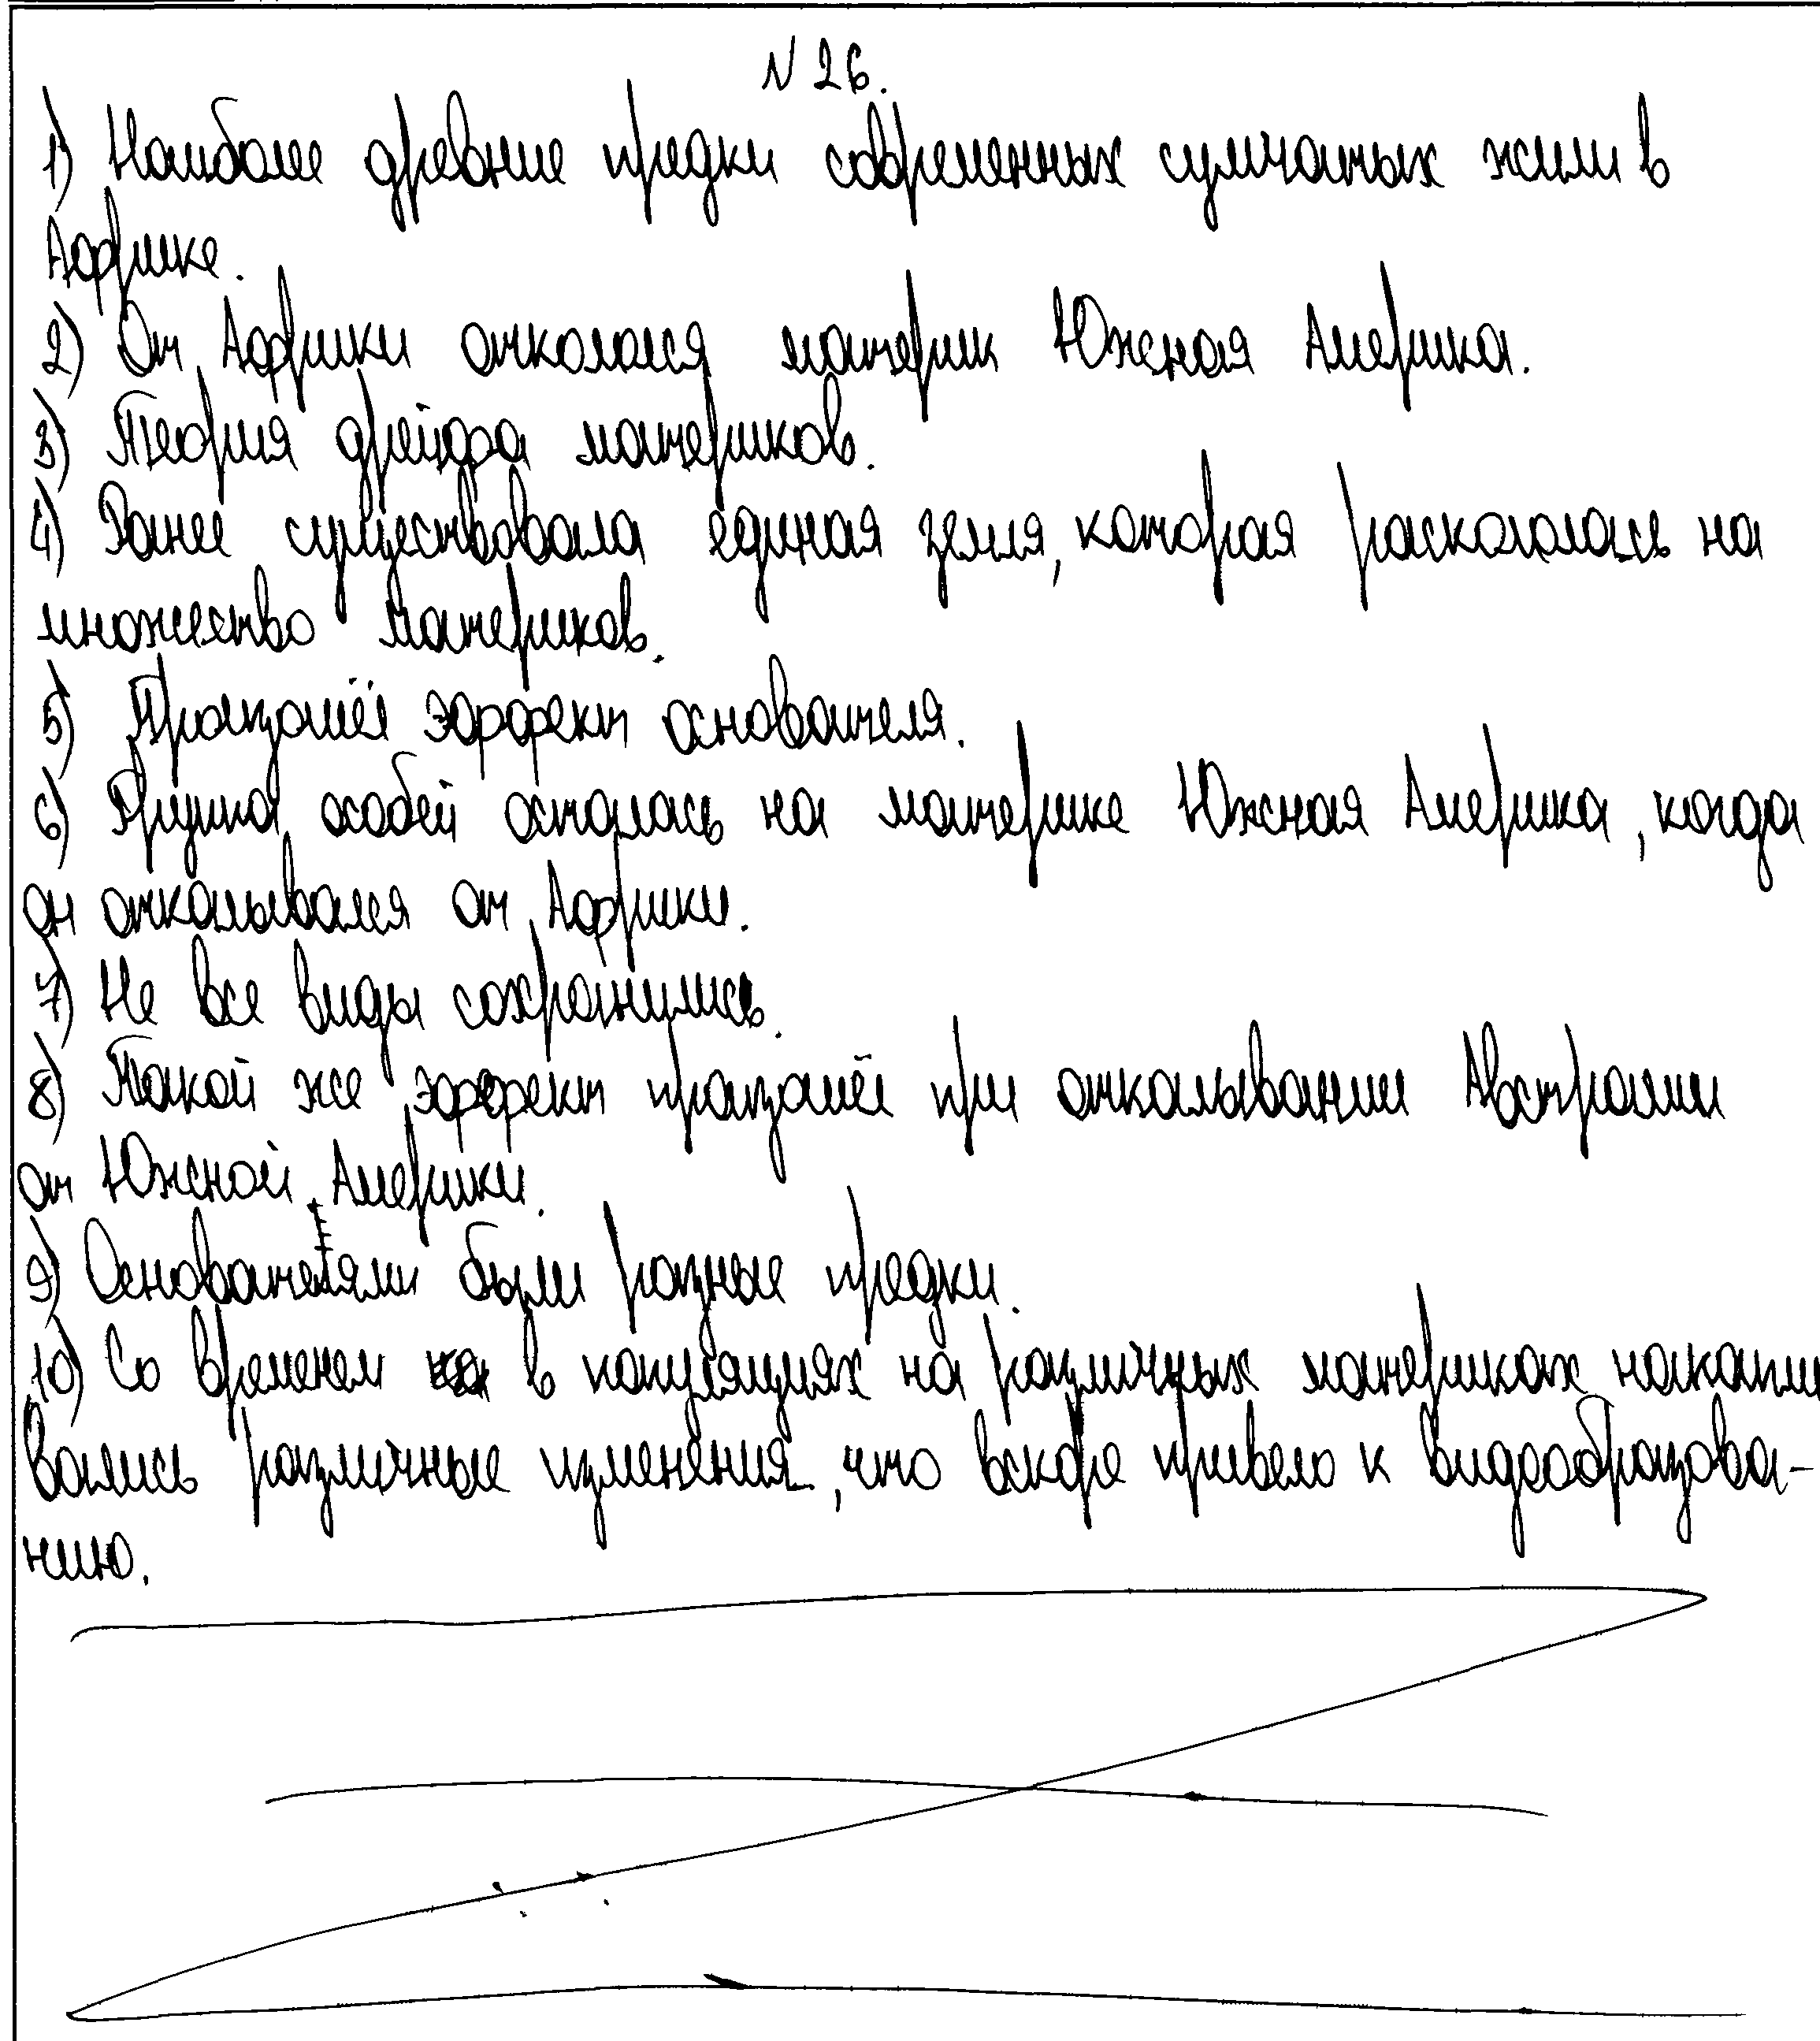 N 26.
1) Наиболее древние предки современных сумчатых жили в
Африке.
2) От Африки откололся материк Южная Америка.
3) Теория дрейфа материков.
4) Ранее существовала единая земля, которая раскололась на
множество материков.
5) Произошёл эффект основателя.
6) Группа особей осталась на материке Южная Америка, когда
он откалывался от Африки.
7) Не все виды сохранились.
8) Такой же эффект произошёл при откалывании Австралии
от Южной Америки.
9) Основателями были разные предки.
10) Со временем в популяциях на различных материках накапли
вались различные изменения, что вскоре привело к видеообразова-
нию.